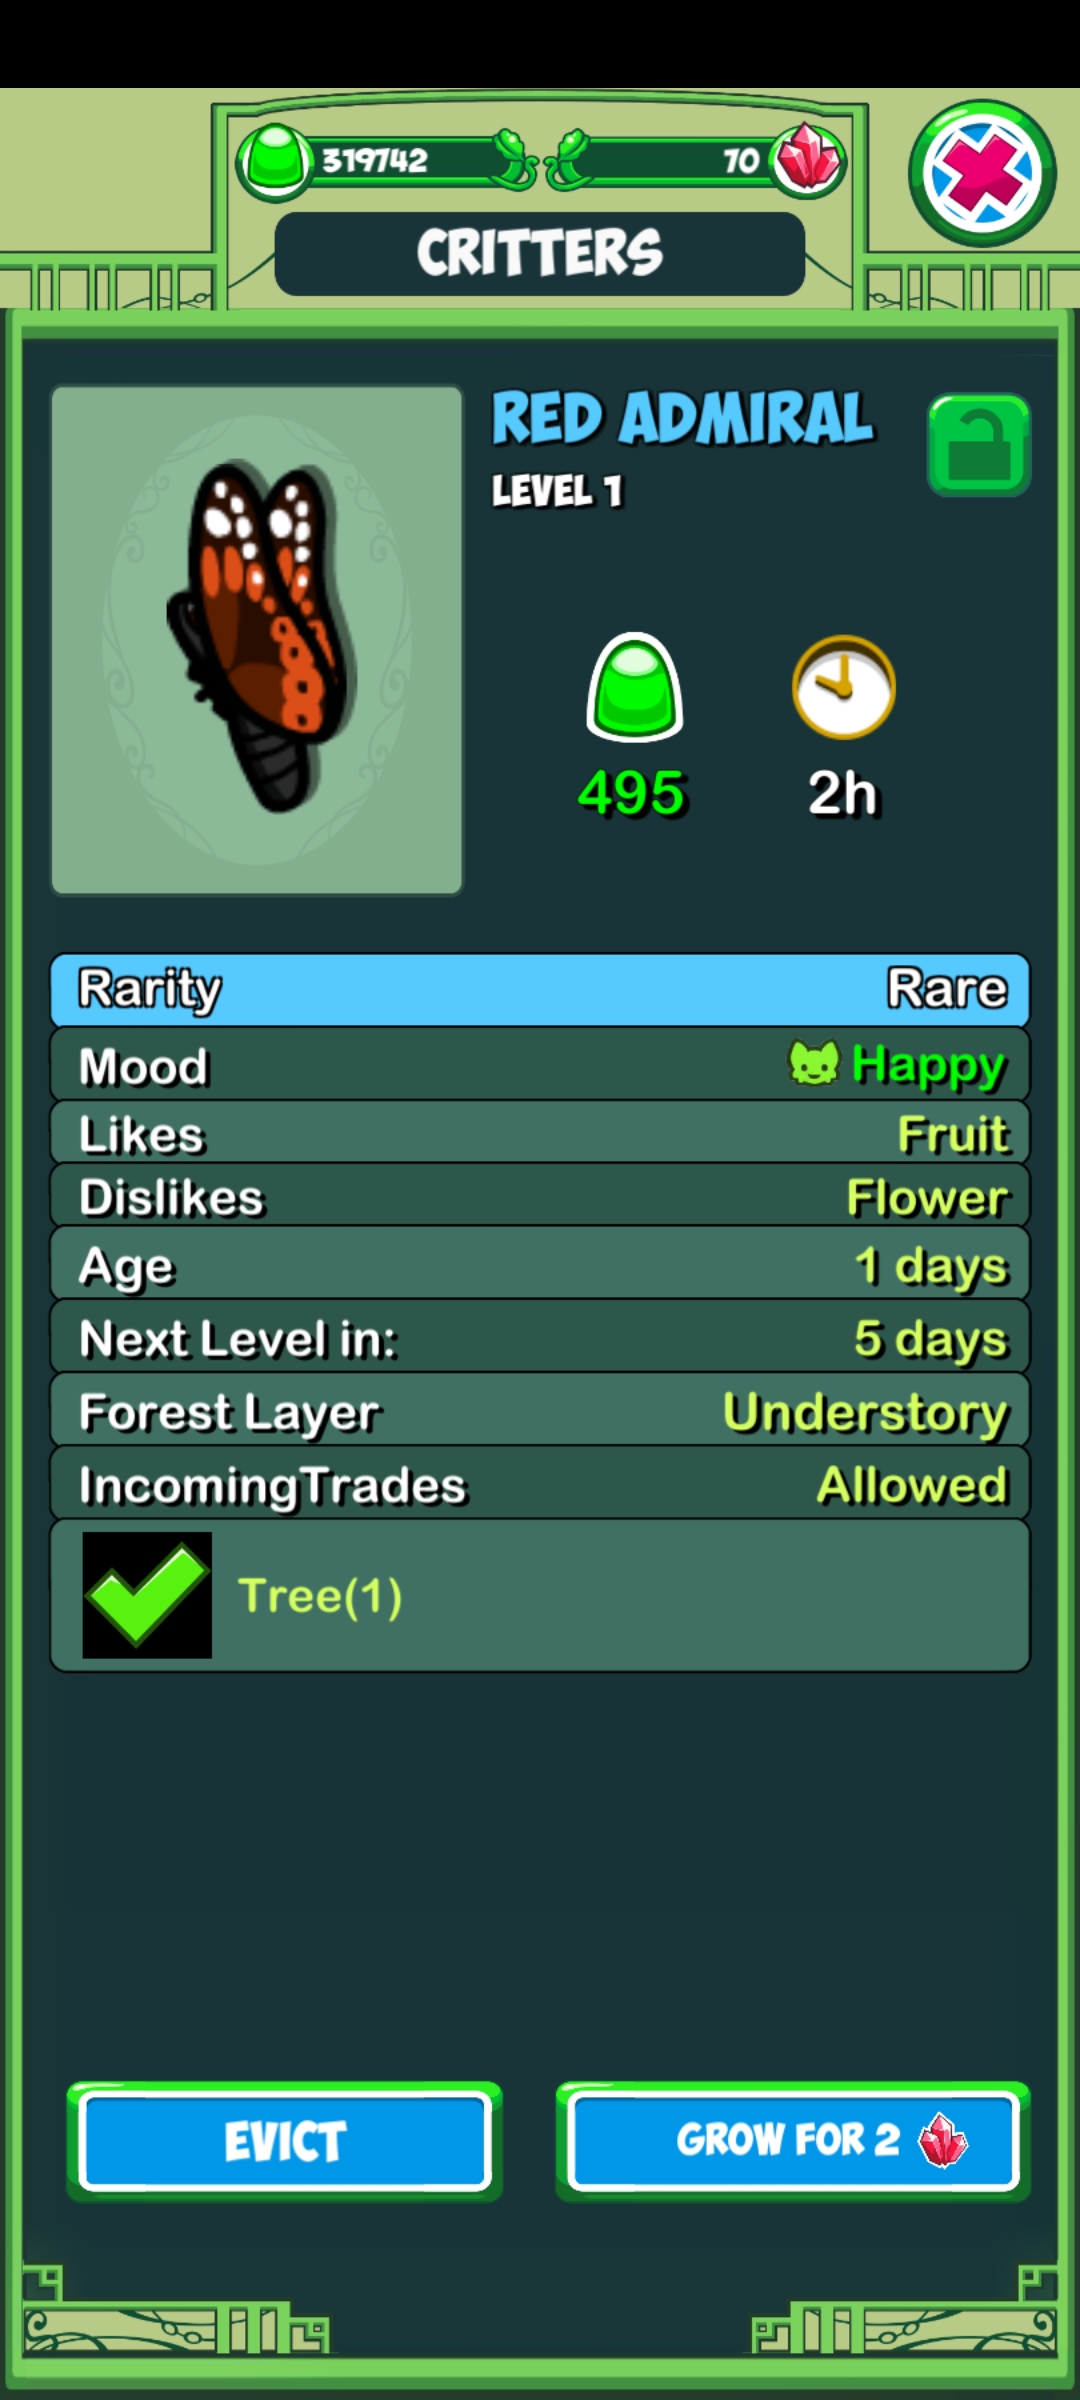 319742 70
CRITTERS
RED ADMIRAL
LEVEL 1
495 2h
Rarity Rare
Mood Happy
Likes Fruit
Dislikes Flower
Age 1 days
Next Level in: 5 days
Forest Layer Understory
IncomingTrades Allowed
Tree(1)
EVICT GROW FOR 2